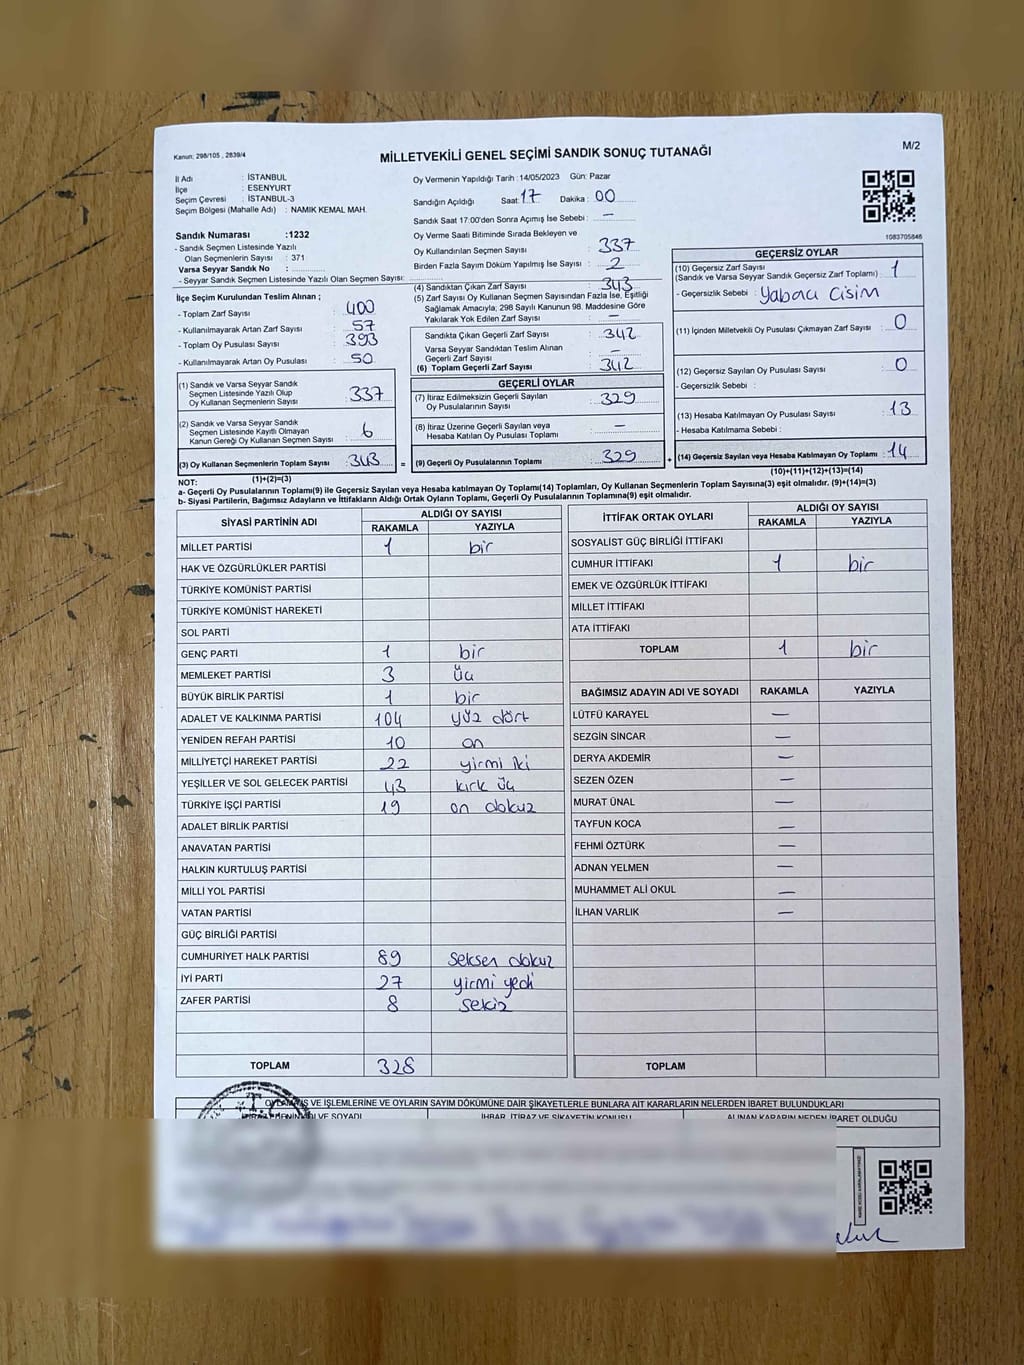 Kanun: 298/105 , 2839/4
MİLLETVEKİLİ GENEL SEÇİMİ SANDIK SONUÇ TUTANAĞI
M/2
İl Adı : İSTANBUL
İlçe : ESENYURT
Seçim Çevresi : İSTANBUL-3
Seçim Bölgesi (Mahalle Adı) : NAMIK KEMAL MAH.
Sandık Numarası :1232
- Sandık Seçmen Listesinde Yazılı
Olan Seçmenlerin Sayısı : 371
Varsa Seyyar Sandık No :
- Seyyar Sandık Seçmen Listesinde Yazılı Olan Seçmen Sayısı:
Oy Vermenin Yapıldığı Tarih :14/05/2023 Gün: Pazar
Sandığın Açıldığı Saat: 17 Dakika : 00
Sandık Saat 17:00'den Sonra Açımış İse Sebebi : —
Oy Verme Saati Bitiminde Sırada Bekleyen ve
Oy Kullandırılan Seçmen Sayısı : 337
Birden Fazla Sayım Döküm Yapılmış İse Sayısı : 2
1083705846
İlçe Seçim Kurulundan Teslim Alınan ;
- Toplam Zarf Sayısı : 400
- Kullanılmayarak Artan Zarf Sayısı : 57
- Toplam Oy Pusulası Sayısı : 393
- Kullanılmayarak Artan Oy Pusulası : 50
(1) Sandık ve Varsa Seyyar Sandık
Seçmen Listesinde Yazılı Olup
Oy Kullanan Seçmenlerin Sayısı : 337
(2) Sandık ve Varsa Seyyar Sandık
Seçmen Listesinde Kayıtlı Olmayan
Kanun Gereği Oy Kullanan Seçmen Sayısı : 6
(3) Oy Kullanan Seçmenlerin Toplam Sayısı : 343
(1)+(2)=(3)
(4) Sandıktan Çıkan Zarf Sayısı : 343
(5) Zarf Sayısı Oy Kullanan Seçmen Sayısından Fazla İse, Eşitliği
Sağlamak Amacıyla, 298 Sayılı Kanunun 98. Maddesine Göre
Yakılarak Yok Edilen Zarf Sayısı : —
Sandıkta Çıkan Geçerli Zarf Sayısı : 342
Varsa Seyyar Sandıktan Teslim Alınan
Geçerli Zarf Sayısı : —
(6) Toplam Geçerli Zarf Sayısı : 342
GEÇERLİ OYLAR
(7) İtiraz Edilmeksizin Geçerli Sayılan
Oy Pusulalarının Sayısı : 329
(8) İtiraz Üzerine Geçerli Sayılan veya
Hesaba Katılan Oy Pusulası Toplamı : —
= (9) Geçerli Oy Pusulalarının Toplamı : 329 +
GEÇERSİZ OYLAR
(10) Geçersiz Zarf Sayısı
(Sandık ve Varsa Seyyar Sandık Geçersiz Zarf Toplamı) : 1
- Geçersizlik Sebebi : Yabancı Cisim
(11) İçinden Milletvekili Oy Pusulası Çıkmayan Zarf Sayısı : 0
(12) Geçersiz Sayılan Oy Pusulası Sayısı : 0
- Geçersizlik Sebebi :
(13) Hesaba Katılmayan Oy Pusulası Sayısı : 13
- Hesaba Katılmama Sebebi :
(14) Geçersiz Sayılan veya Hesaba Katılmayan Oy Toplamı : 14
(10)+(11)+(12)+(13)=(14)
NOT:
a- Geçerli Oy Pusulalarının Toplamı(9) ile Geçersiz Sayılan veya Hesaba katılmayan Oy Toplamı(14) Toplamları, Oy Kullanan Seçmenlerin Toplam Sayısına(3) eşit olmalıdır. (9)+(14)=(3)
b- Siyasi Partilerin, Bağımsız Adayların ve İttifakların Aldığı Ortak Oyların Toplamı, Geçerli Oy Pusulalarının Toplamına(9) eşit olmalıdır.
SİYASİ PARTİNİN ADI ALDIĞI OY SAYISI
RAKAMLA YAZIYLA
MİLLET PARTİSİ 1 bir
HAK VE ÖZGÜRLÜKLER PARTİSİ
TÜRKİYE KOMÜNİST PARTİSİ
TÜRKİYE KOMÜNİST HAREKETİ
SOL PARTİ
GENÇ PARTİ 1 bir
MEMLEKET PARTİSİ 3 üç
BÜYÜK BİRLİK PARTİSİ 1 bir
ADALET VE KALKINMA PARTİSİ 104 yüz dört
YENİDEN REFAH PARTİSİ 10 on
MİLLİYETÇİ HAREKET PARTİSİ 22 yirmi iki
YEŞİLLER VE SOL GELECEK PARTİSİ 43 kırk üç
TÜRKİYE İŞÇİ PARTİSİ 19 on dokuz
ADALET BİRLİK PARTİSİ
ANAVATAN PARTİSİ
HALKIN KURTULUŞ PARTİSİ
MİLLİ YOL PARTİSİ
VATAN PARTİSİ
GÜÇ BİRLİĞİ PARTİSİ
CUMHURİYET HALK PARTİSİ 89 seksen dokuz
İYİ PARTİ 27 yirmi yedi
ZAFER PARTİSİ 8 sekiz
TOPLAM 328
İTTİFAK ORTAK OYLARI ALDIĞI OY SAYISI
RAKAMLA YAZIYLA
SOSYALİST GÜÇ BİRLİĞİ İTTİFAKI
CUMHUR İTTİFAKI 1 bir
EMEK VE ÖZGÜRLÜK İTTİFAKI
MİLLET İTTİFAKI
ATA İTTİFAKI
TOPLAM 1 bir
BAĞIMSIZ ADAYIN ADI VE SOYADI RAKAMLA YAZIYLA
LÜTFÜ KARAYEL —
SEZGİN SİNCAR —
DERYA AKDEMİR —
SEZEN ÖZEN —
MURAT ÜNAL —
TAYFUN KOCA —
FEHMİ ÖZTÜRK —
ADNAN YELMEN —
MUHAMMET ALİ OKUL —
İLHAN VARLIK —
TOPLAM
VE İŞLEMLERİNE VE OYLARIN SAYIM DÖKÜMÜNE DAİR ŞİKAYETLERLE BUNLARA AİT KARARLARIN NELERDEN İBARET BULUNDUKLARI
VE SOYADI İHBAR, İTİRAZ VE ŞİKAYETİN KONUSU ALINAN KARARIN NEDEN İBARET OLDUĞU